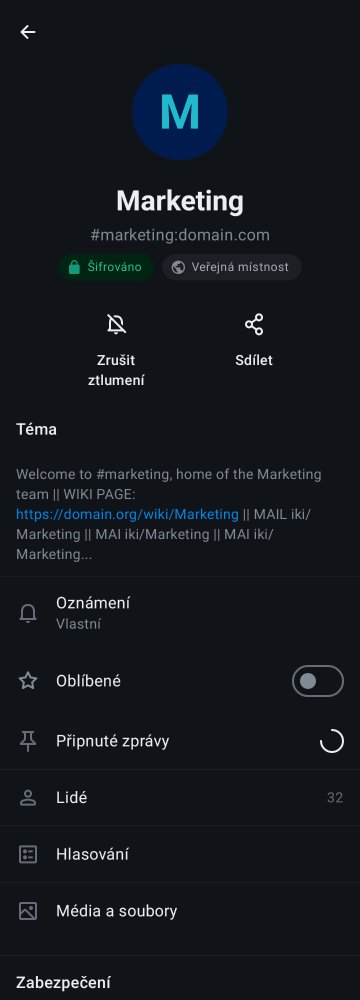 M
Marketing
#marketing:domain.com
Šifrováno
Veřejná místnost
Zrušit
ztlumení
Sdílet
Téma
Welcome to #marketing, home of the Marketing
team || WIKI PAGE:
https://domain.org/wiki/Marketing || MAIL iki/
Marketing || MAI iki/Marketing || MAI iki/
Marketing...
Oznámení
Vlastní
Oblíbené
Připnuté zprávy
Lidé 32
Hlasování
Média a soubory
Zabezpečení